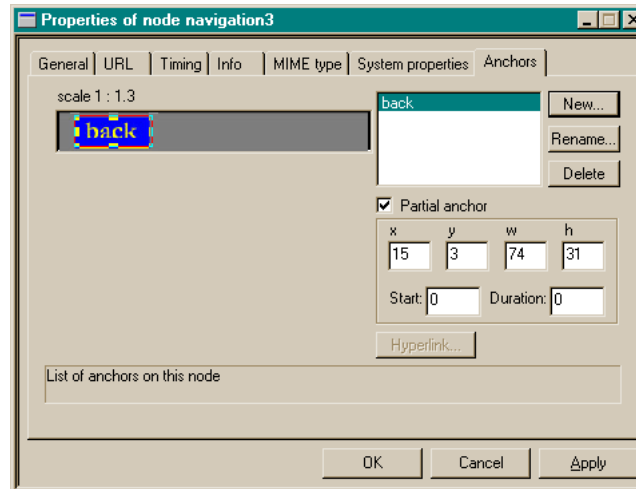 Properties of node navigation3
General URL Timing Info MIME type System properties Anchors
scale 1 : 1.3
back
back
New...
Rename...
Delete
Partial anchor
x y w h
15 3 74 31
Start: 0 Duration: 0
Hyperlink...
List of anchors on this node
OK Cancel Apply